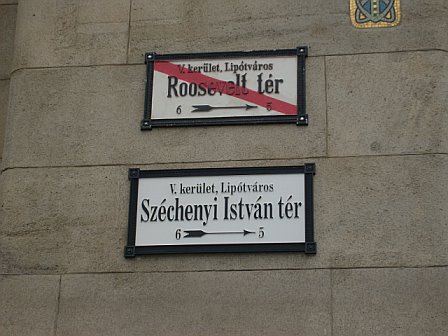 V. kerület, Lipótváros
Roosevelt tér
6 5
V. kerület, Lipótváros
Széchenyi István tér
6 5